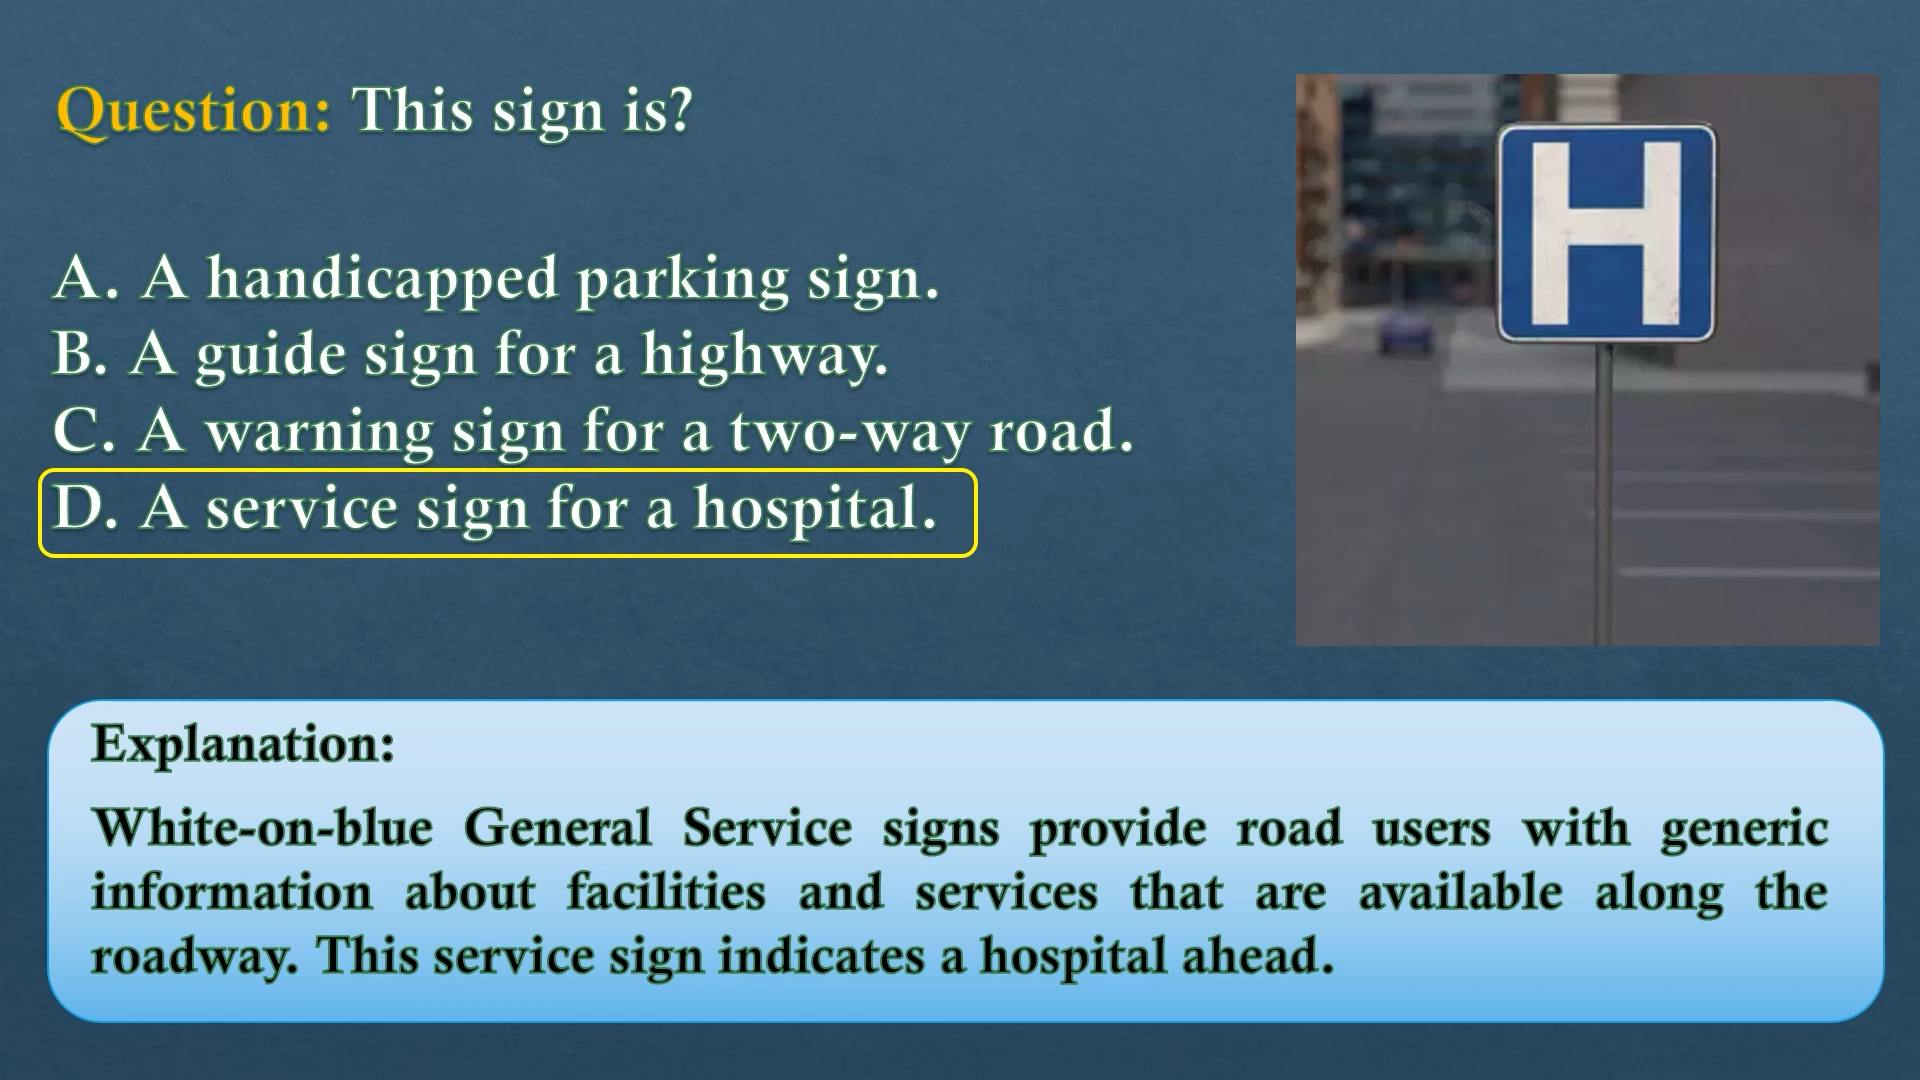 Question: This sign is?
A. A handicapped parking sign.
B. A guide sign for a highway.
C. A warning sign for a two-way road.
D. A service sign for a hospital.
H
Explanation:
White-on-blue General Service signs provide road users with generic
information about facilities and services that are available along the
roadway. This service sign indicates a hospital ahead.